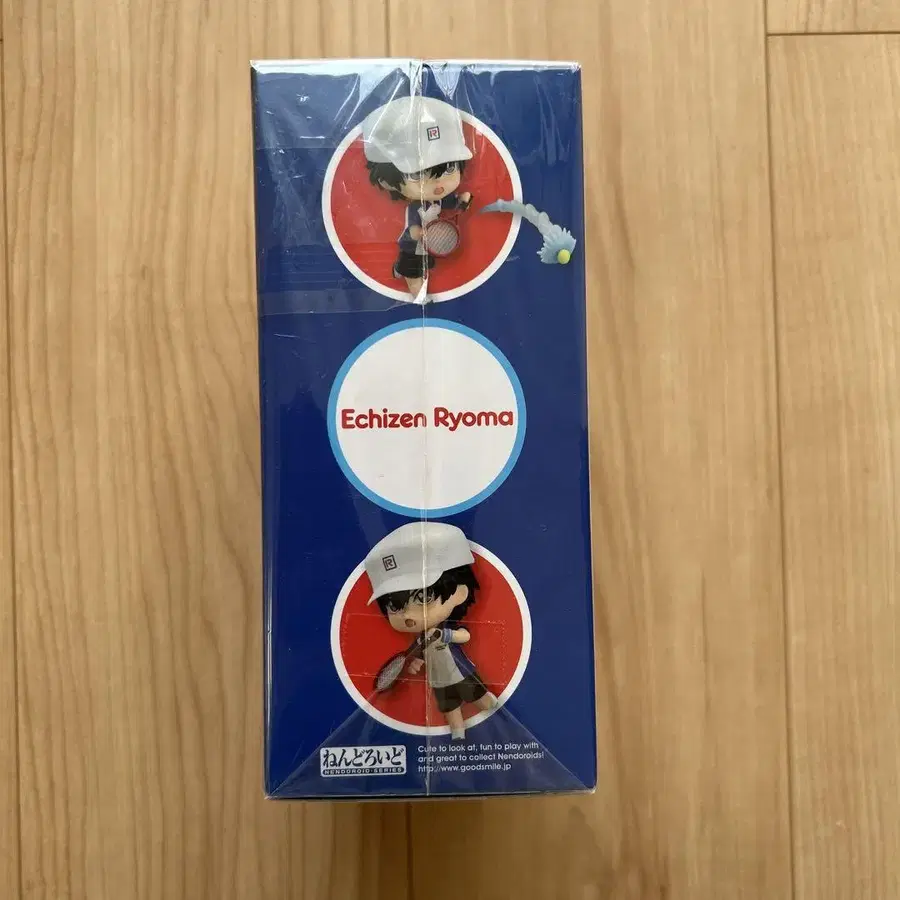 R
Echizen Ryoma
R
ねんどろいど
NENDOROID SERIES
Cute to look at, fun to play with
and great to collect Nendoroids!
http://www.goodsmile.jp